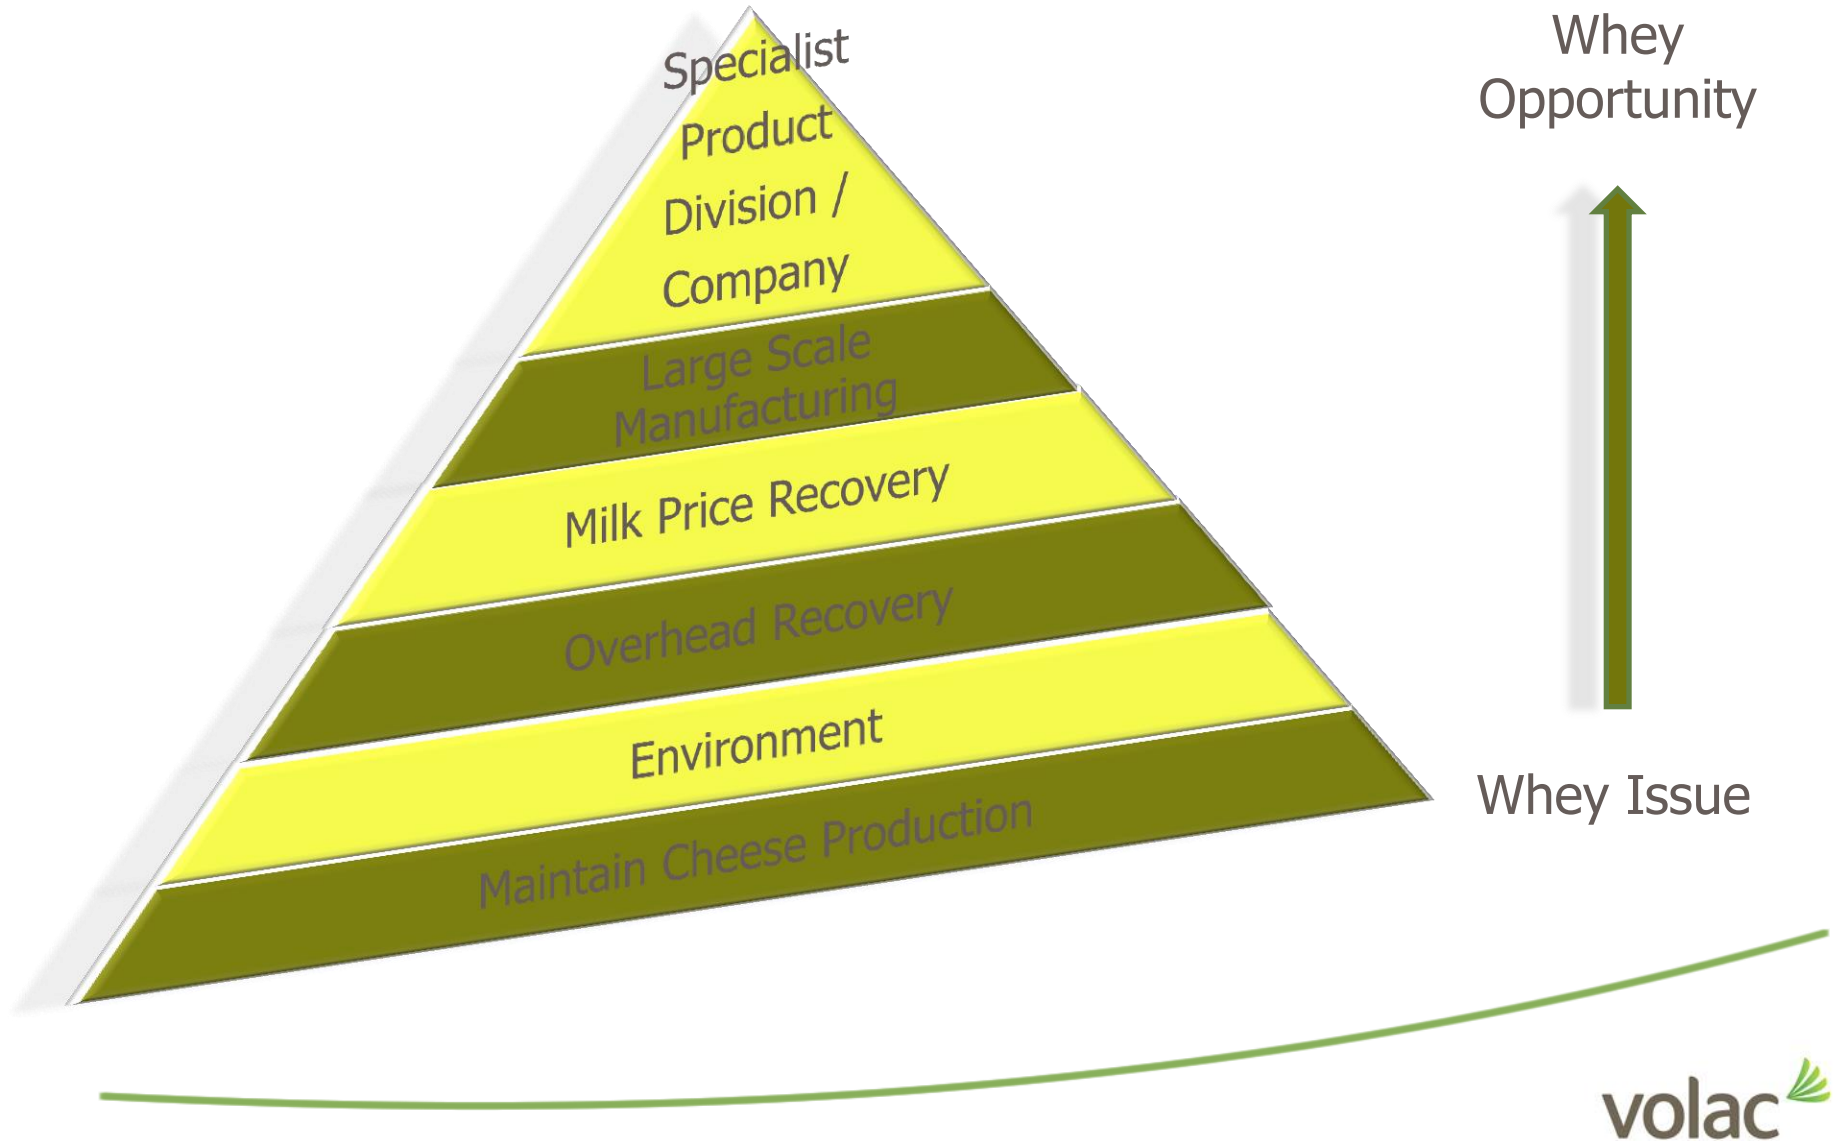 Specialist
Product
Division /
Company
Large Scale
Manufacturing
Milk Price Recovery
Overhead Recovery
Environment
Maintain Cheese Production
Whey
Opportunity
Whey Issue
volac